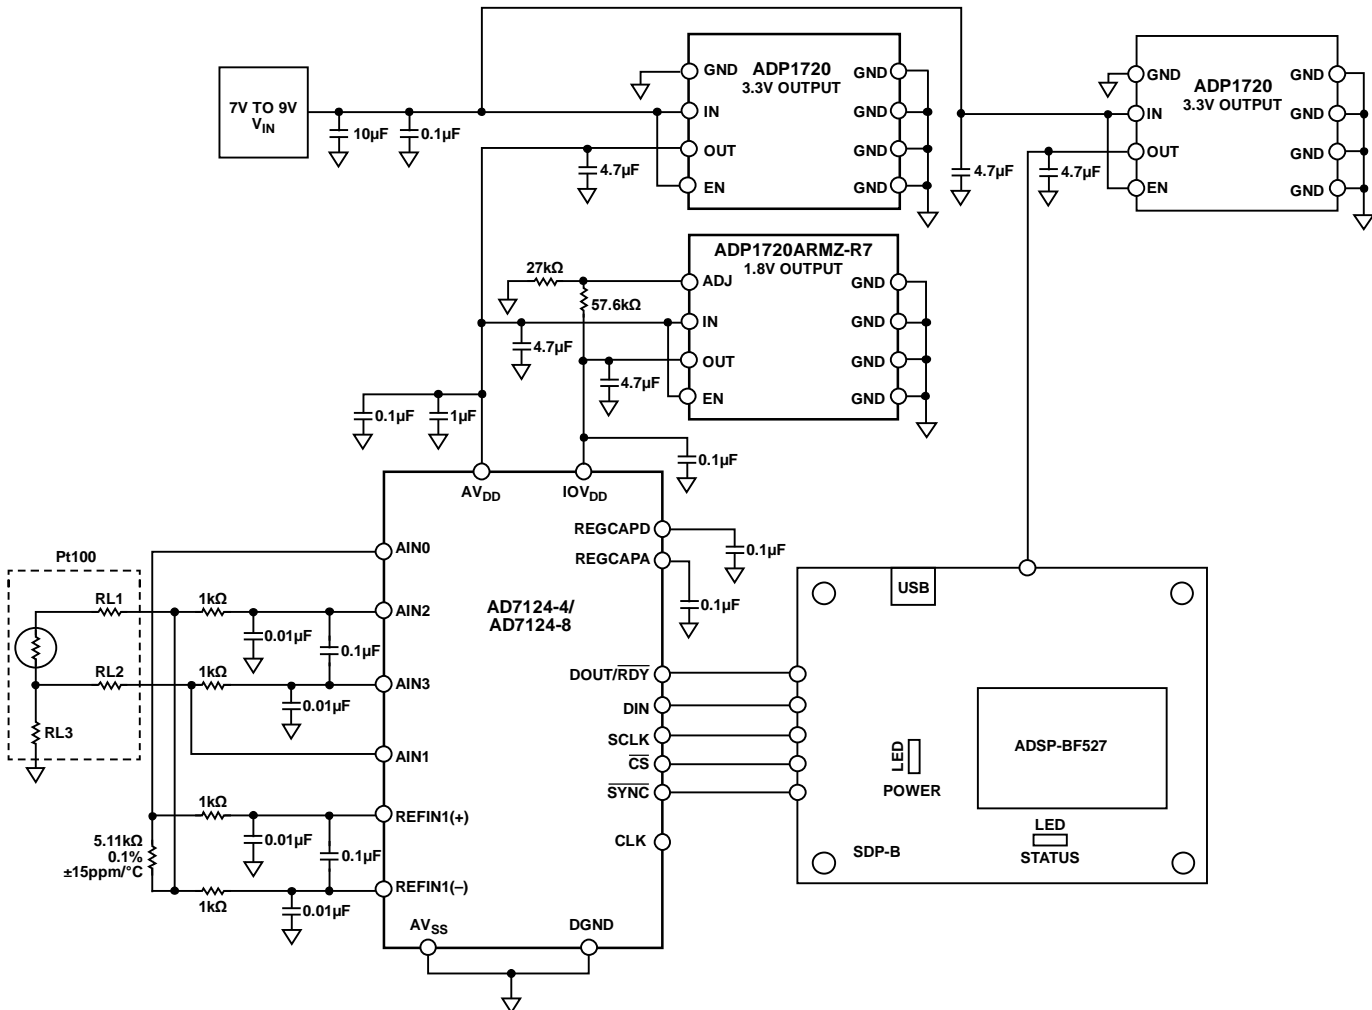 7V TO 9V
V_IN
10µF
0.1µF
ADP1720
3.3V OUTPUT
GND
IN
OUT
EN
GND
GND
GND
GND
4.7µF
4.7µF
4.7µF
ADP1720
3.3V OUTPUT
GND
IN
OUT
EN
GND
GND
GND
GND
ADP1720ARMZ-R7
1.8V OUTPUT
ADJ
IN
OUT
EN
GND
GND
GND
GND
27kΩ
57.6kΩ
4.7µF
4.7µF
0.1µF
1µF
0.1µF
AV_DD
IOV_DD
REGCAPD
REGCAPA
0.1µF
0.1µF
Pt100
RL1
RL2
RL3
1kΩ
0.01µF
0.1µF
1kΩ
0.01µF
1kΩ
0.01µF
0.1µF
5.11kΩ
0.1%
±15ppm/°C
1kΩ
0.01µF
AIN0
AIN2
AIN3
AIN1
REFIN1(+)
REFIN1(–)
AD7124-4/
AD7124-8
DOUT/RDY
DIN
SCLK
CS
SYNC
CLK
AV_SS
DGND
USB
ADSP-BF527
LED
POWER
LED
STATUS
SDP-B